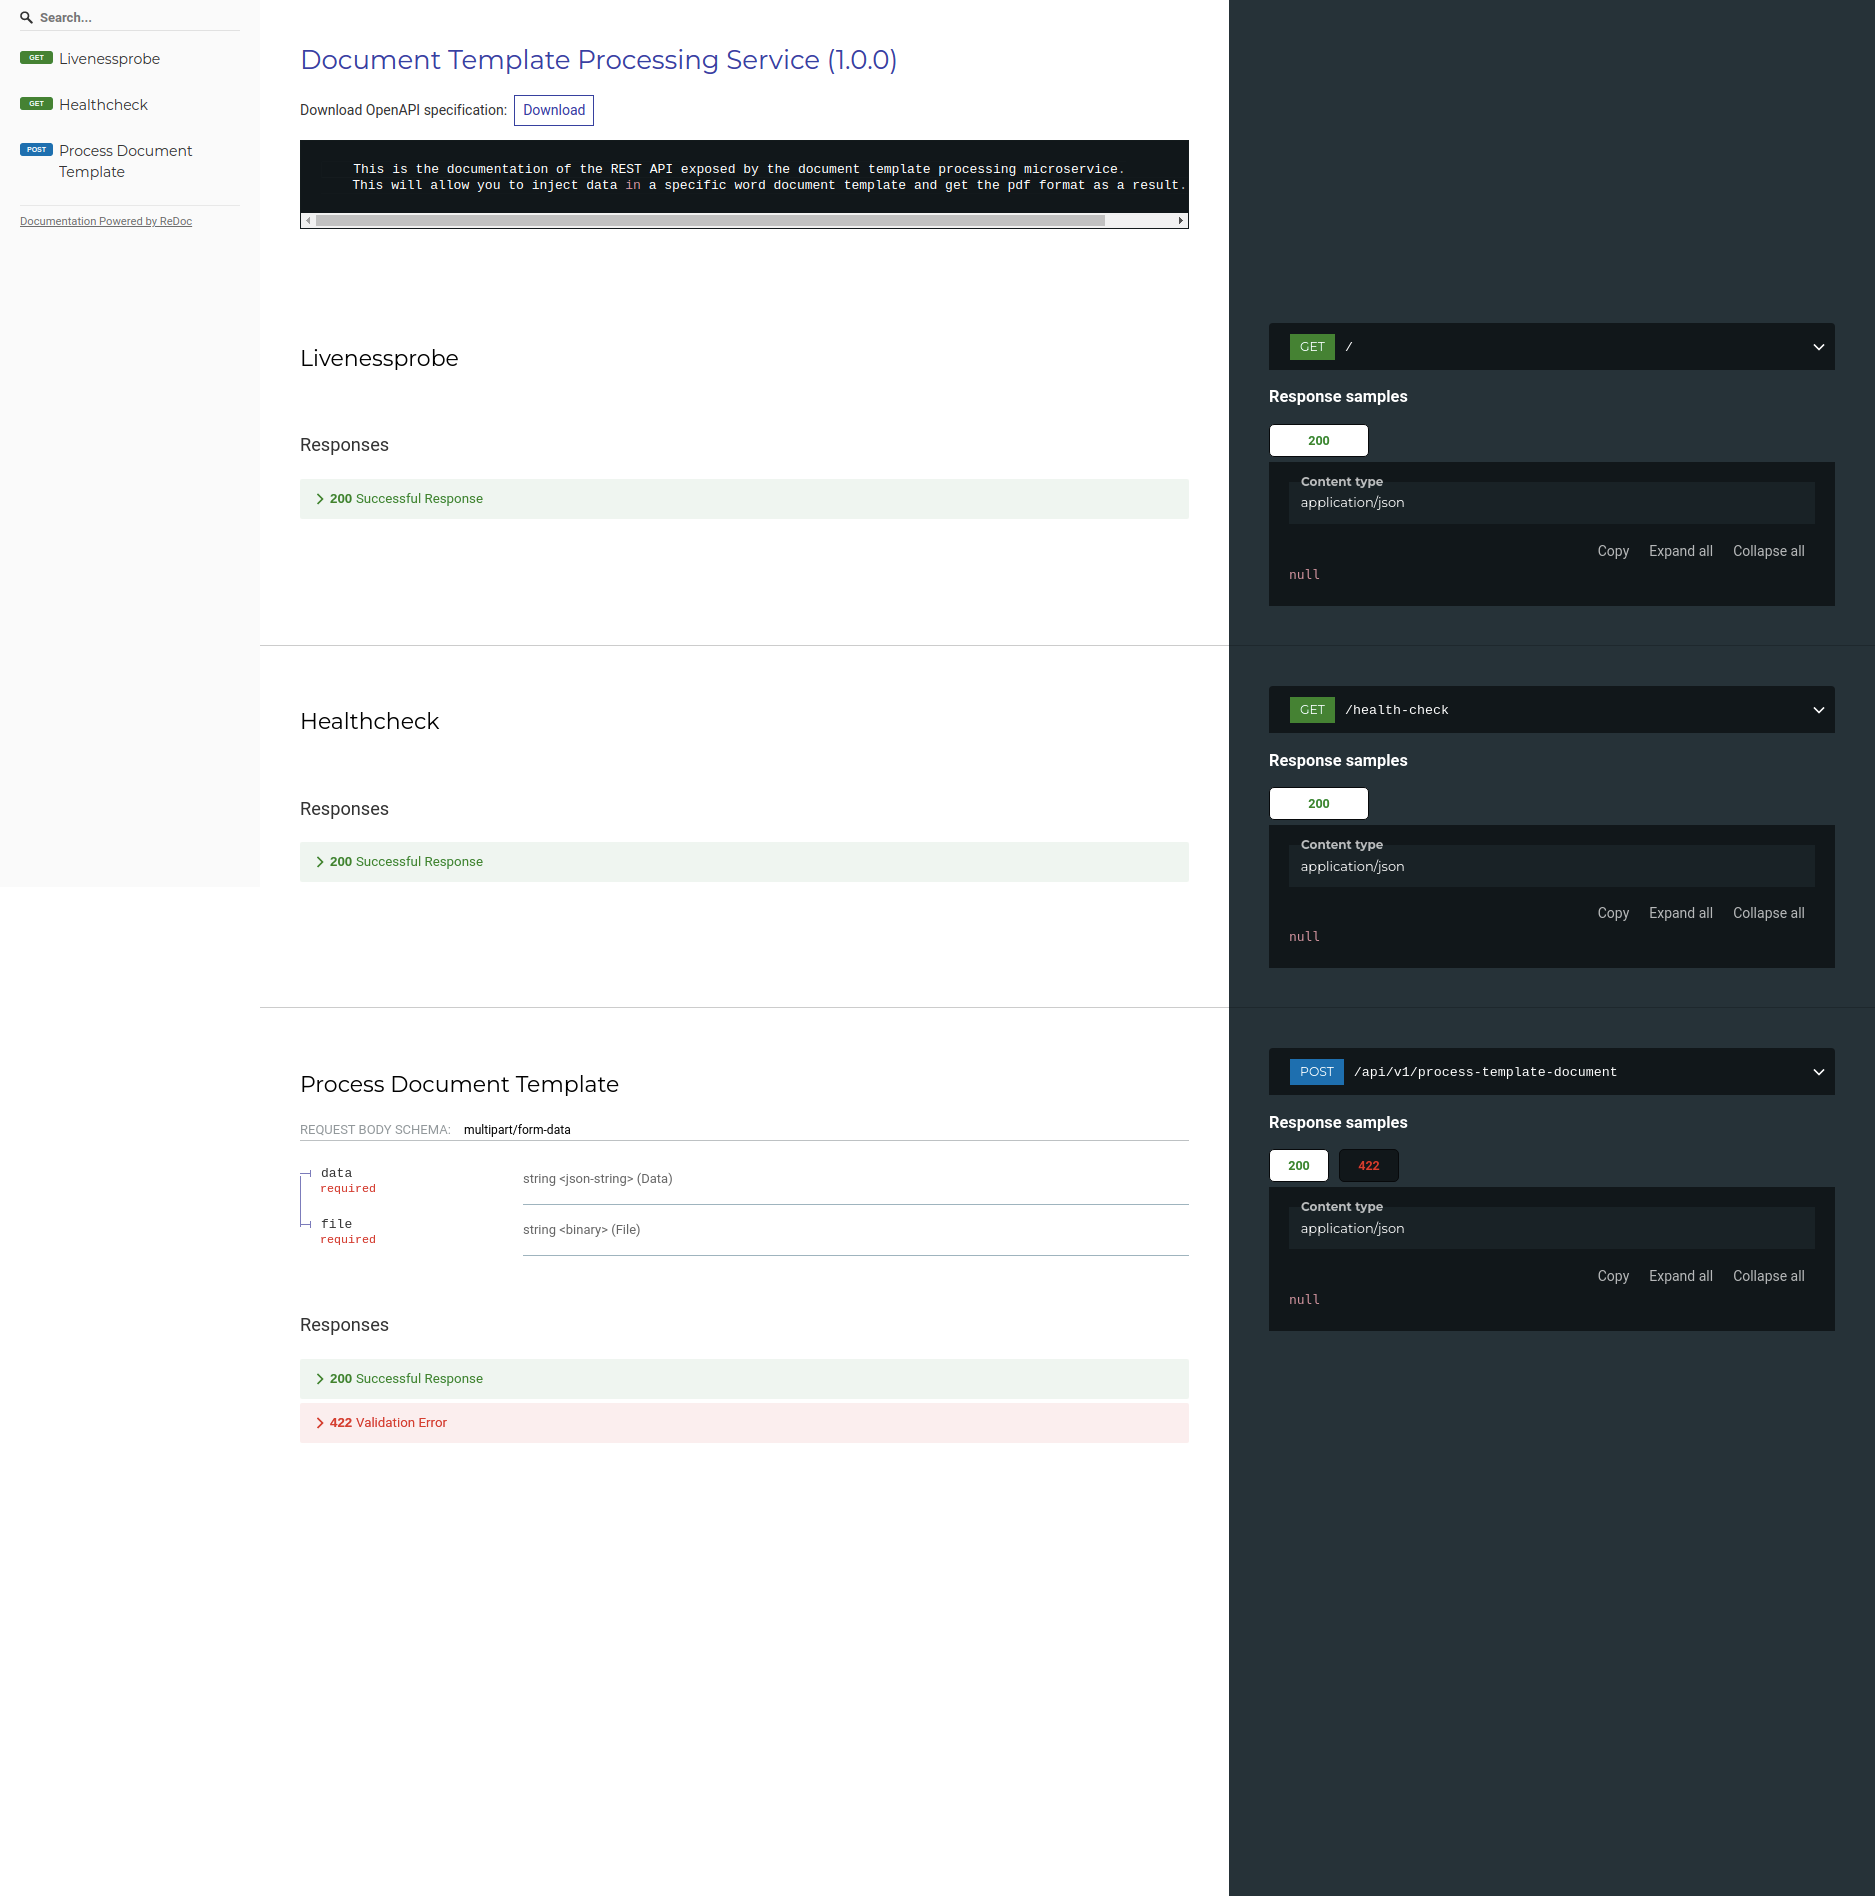 Search...
GET Livenessprobe
GET Healthcheck
POST Process Document
Template
Documentation Powered by ReDoc
Document Template Processing Service (1.0.0)
Download OpenAPI specification: Download
This is the documentation of the REST API exposed by the document template processing microservice.
This will allow you to inject data in a specific word document template and get the pdf format as a result.
Livenessprobe
Responses
200 Successful Response
GET /
Response samples
200
Content type
application/json
Copy Expand all Collapse all
null
Healthcheck
Responses
200 Successful Response
GET /health-check
Response samples
200
Content type
application/json
Copy Expand all Collapse all
null
Process Document Template
REQUEST BODY SCHEMA: multipart/form-data
data
required
string <json-string> (Data)
file
required
string <binary> (File)
Responses
200 Successful Response
422 Validation Error
POST /api/v1/process-template-document
Response samples
200 422
Content type
application/json
Copy Expand all Collapse all
null